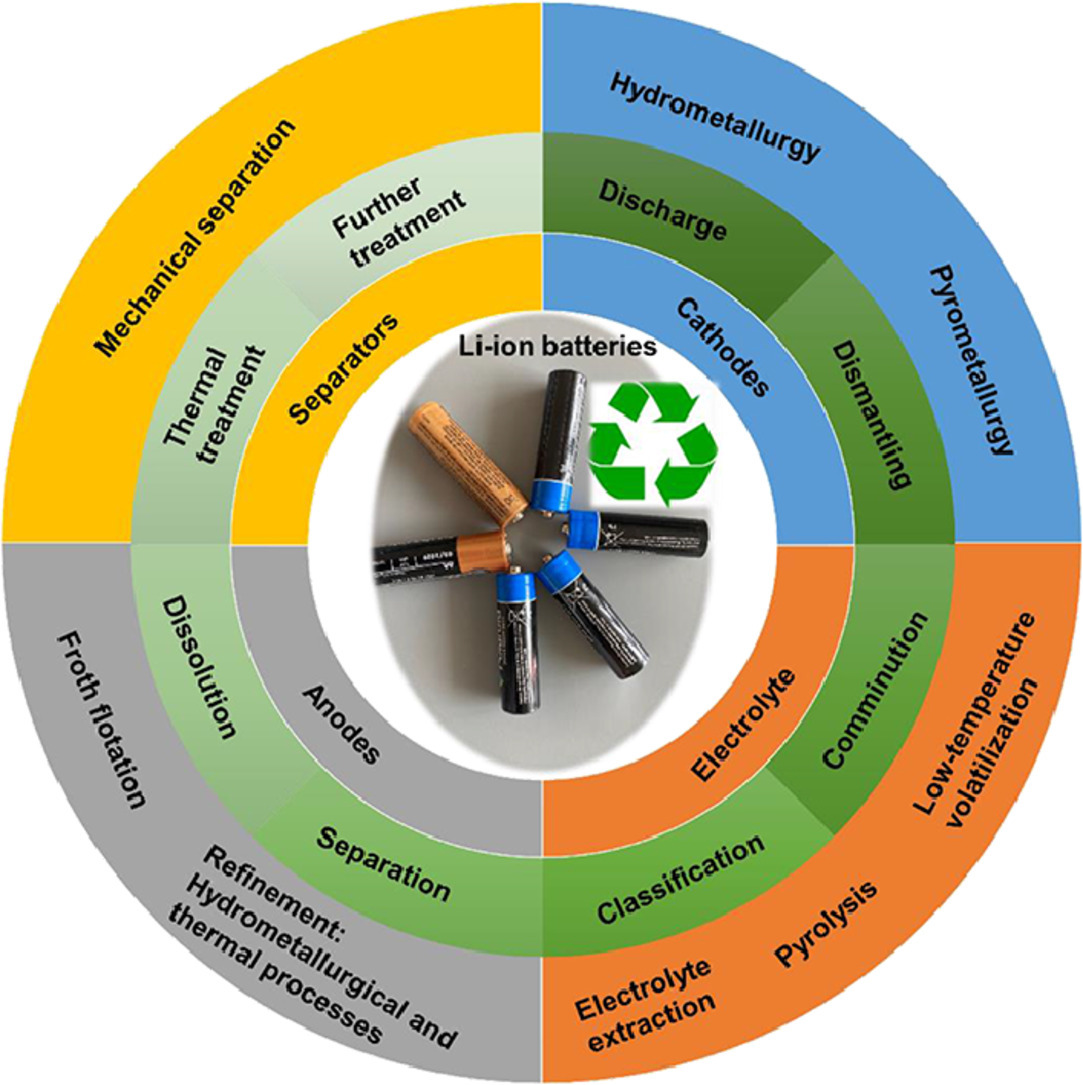 Hydrometallurgy
Pyrometallurgy
Low-temperature
volatilization
Pyrolysis
Electrolyte
extraction
Refinement:
Hydrometallurgical and
thermal processes
Froth flotation
Mechanical separation
Discharge
Dismantling
Comminution
Classification
Separation
Dissolution
Thermal
treatment
Further
treatment
Cathodes
Electrolyte
Anodes
Separators
Li-ion batteries